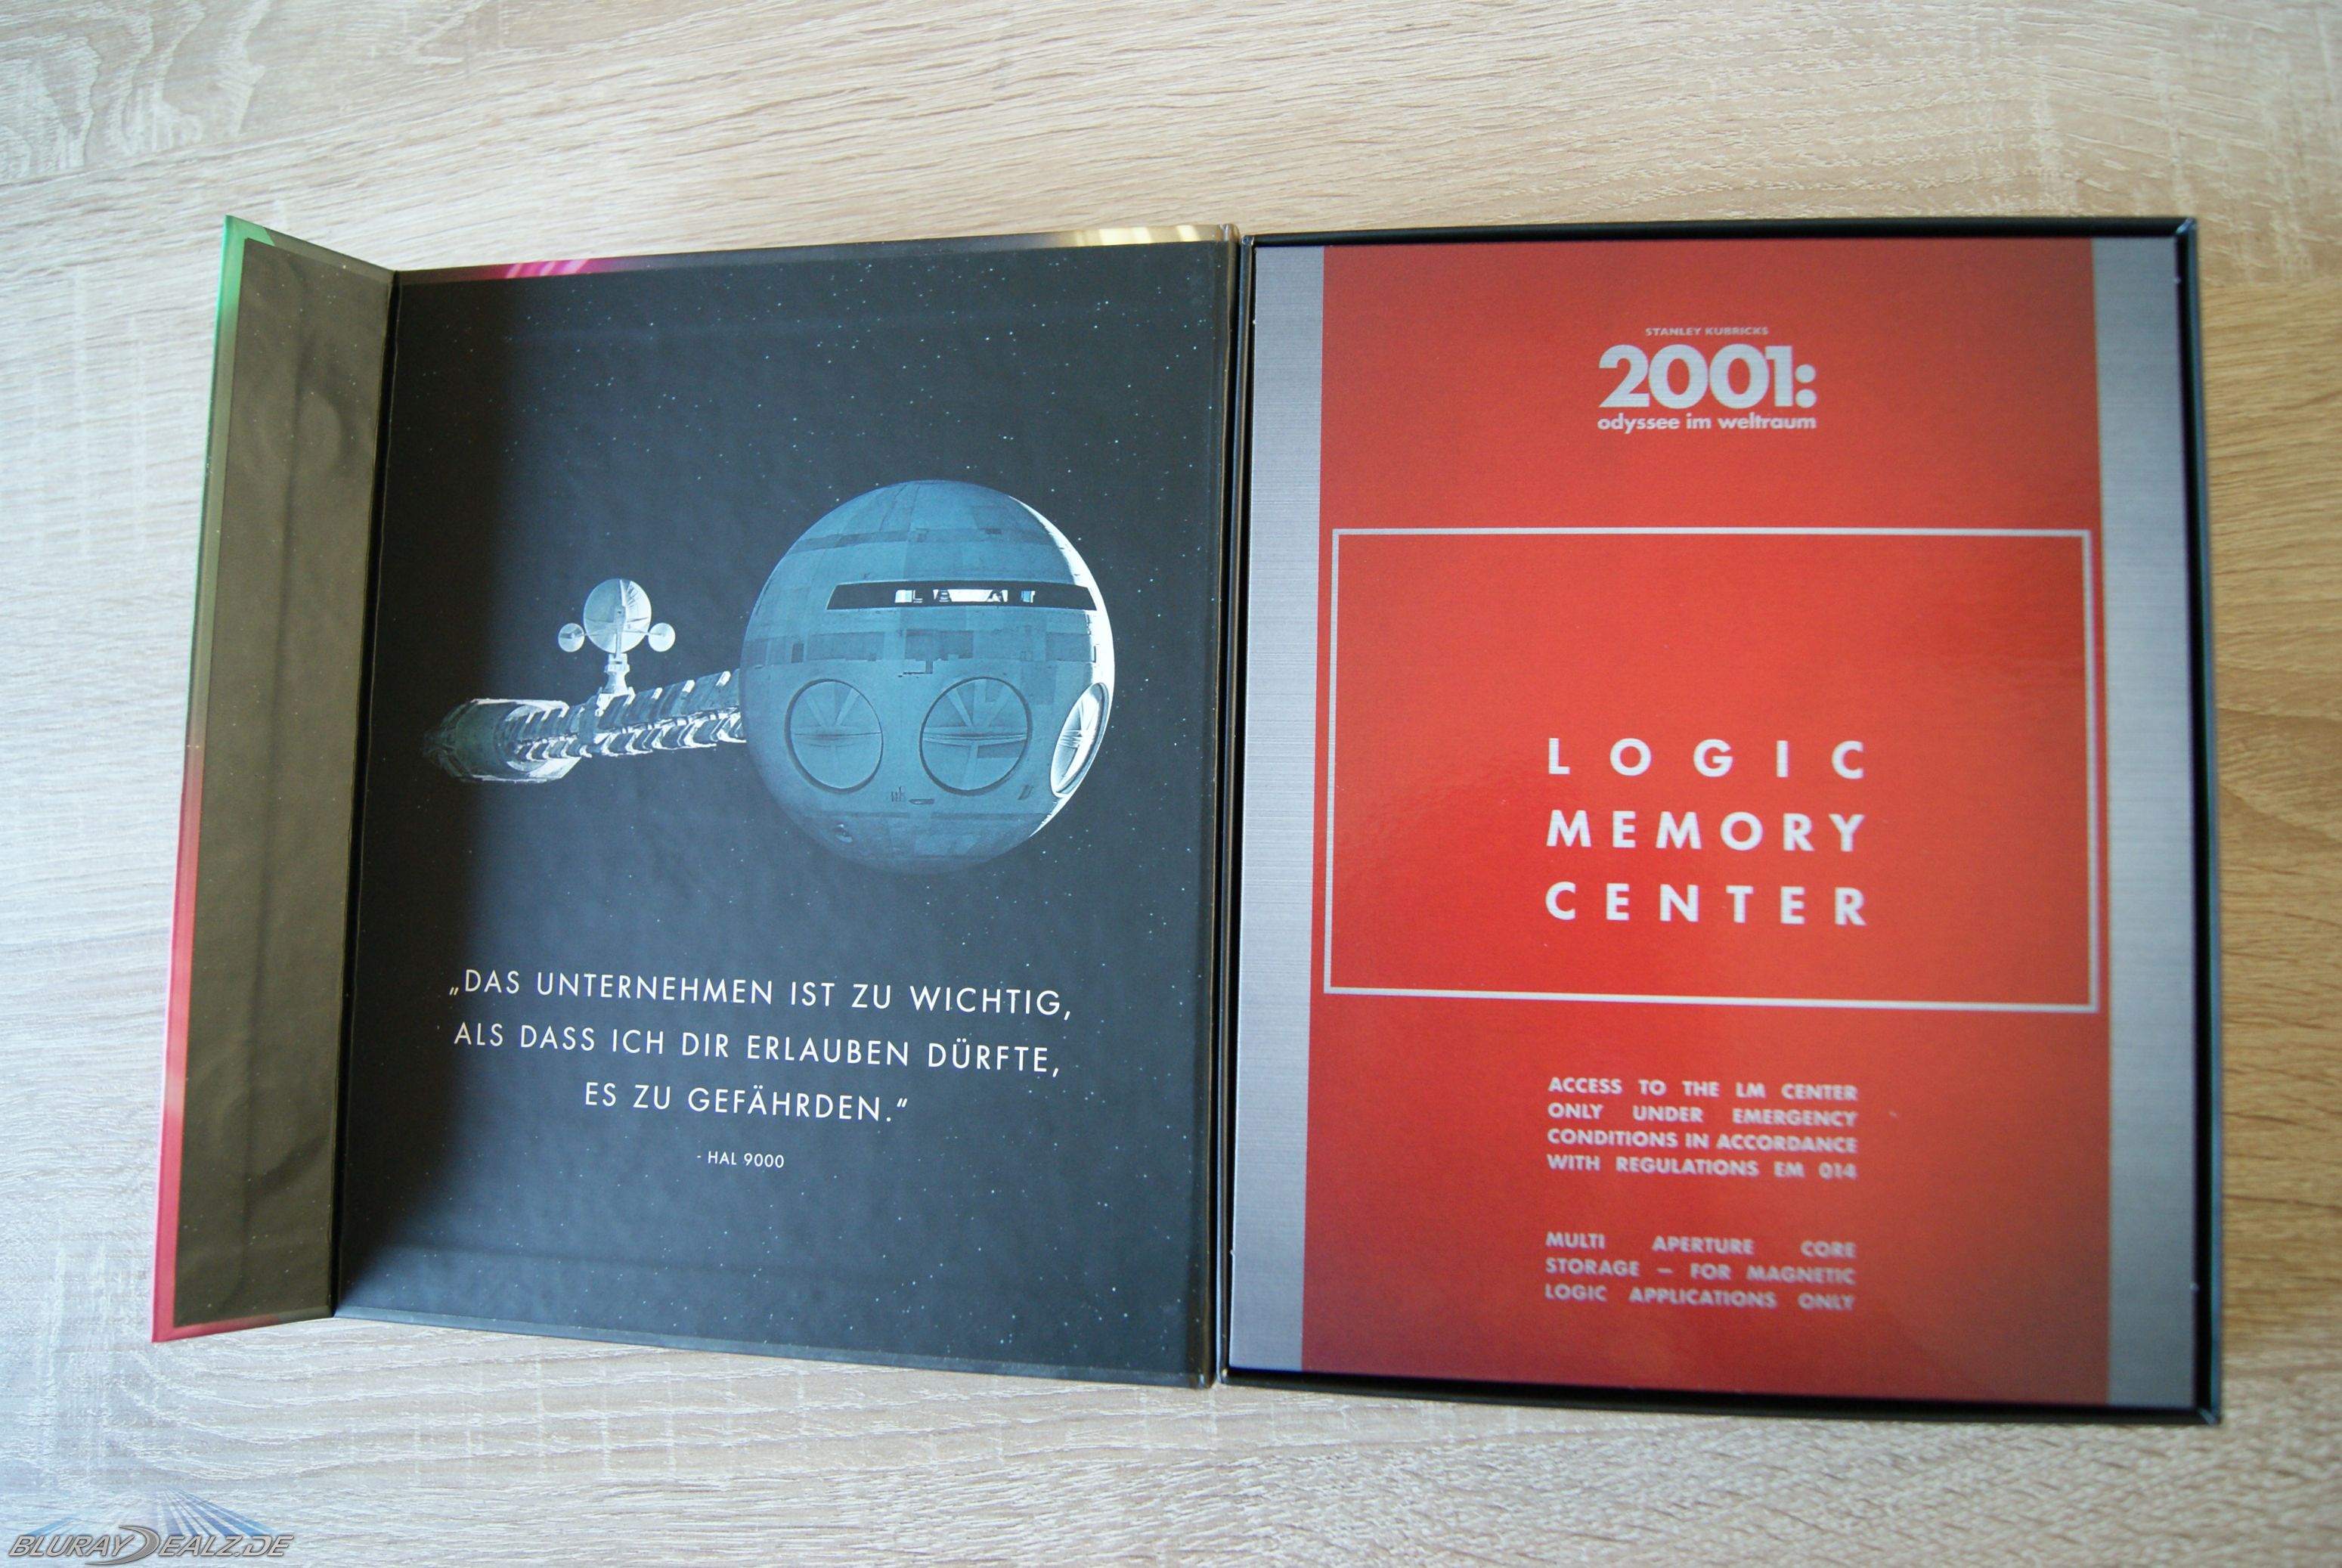 „DAS UNTERNEHMEN IST ZU WICHTIG,
ALS DASS ICH DIR ERLAUBEN DÜRFTE,
ES ZU GEFÄHRDEN.“
- HAL 9000
STANLEY KUBRICKS
2001:
odyssee im weltraum
LOGIC
MEMORY
CENTER
ACCESS TO THE LM CENTER
ONLY UNDER EMERGENCY
CONDITIONS IN ACCORDANCE
WITH REGULATIONS EM 014
MULTI APERTURE CORE
STORAGE – FOR MAGNETIC
LOGIC APPLICATIONS ONLY
BLURAYDEALZ.DE